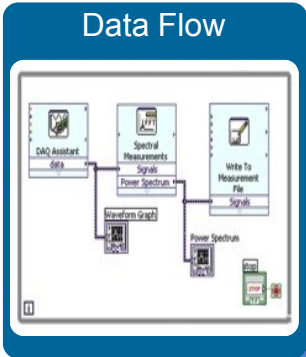 Data Flow
DAQ Assistant
data
Spectral
Measurements
Signals
Power Spectrum
Write To
Measurement
File
Signals
Waveform Graph
Power Spectrum
stop
STOP
i